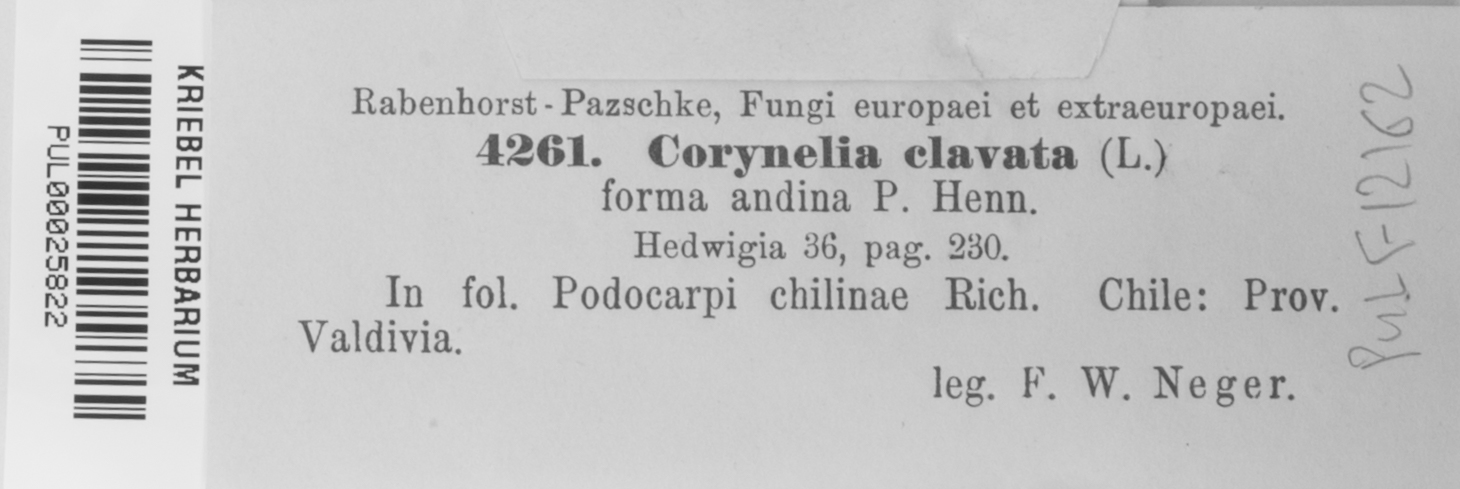 KRIEBEL HERBARIUM
PUL00025822
Rabenhorst-Pazschke, Fungi europaei et extraeuropaei.
4261. Corynelia clavata (L.)
forma andina P. Henn.
Hedwigia 36, pag. 230.
In fol. Podocarpi chilinae Rich. Chile: Prov.
Valdivia.
leg. F. W. Neger.
PUL F-12162